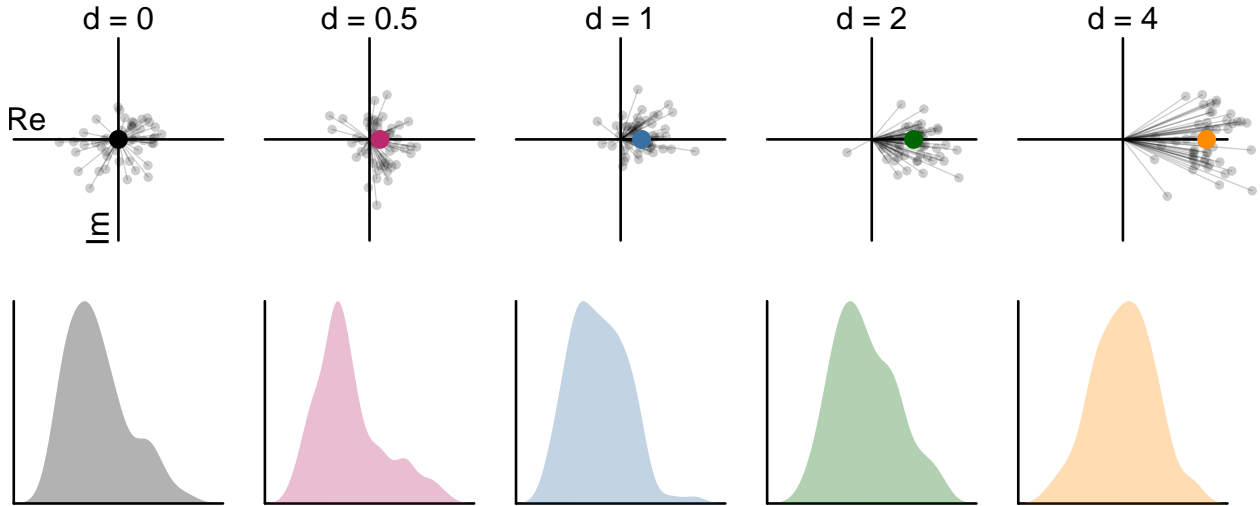 d = 0
d = 0.5
d = 1
d = 2
d = 4
Re
Im